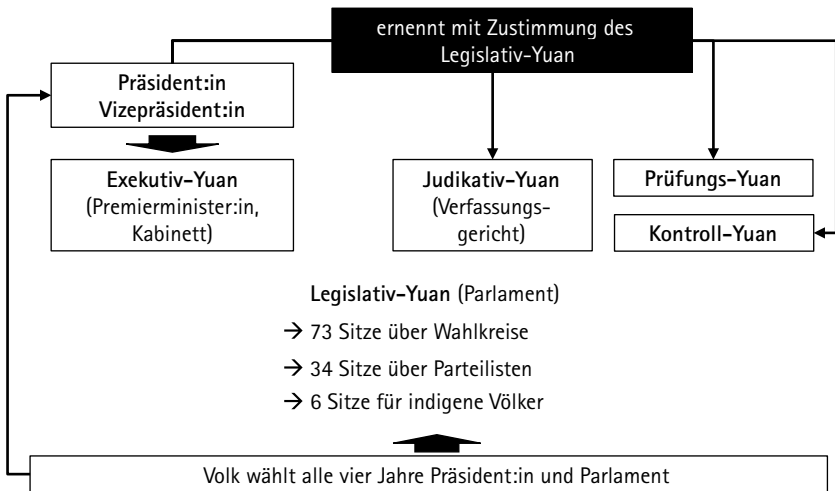 ernennt mit Zustimmung des
Legislativ-Yuan
Präsident:in
Vizepräsident:in
Exekutiv-Yuan
(Premierminister:in,
Kabinett)
Judikativ-Yuan
(Verfassungs-
gericht)
Prüfungs-Yuan
Kontroll-Yuan
Legislativ-Yuan (Parlament)
→ 73 Sitze über Wahlkreise
→ 34 Sitze über Parteilisten
→ 6 Sitze für indigene Völker
Volk wählt alle vier Jahre Präsident:in und Parlament